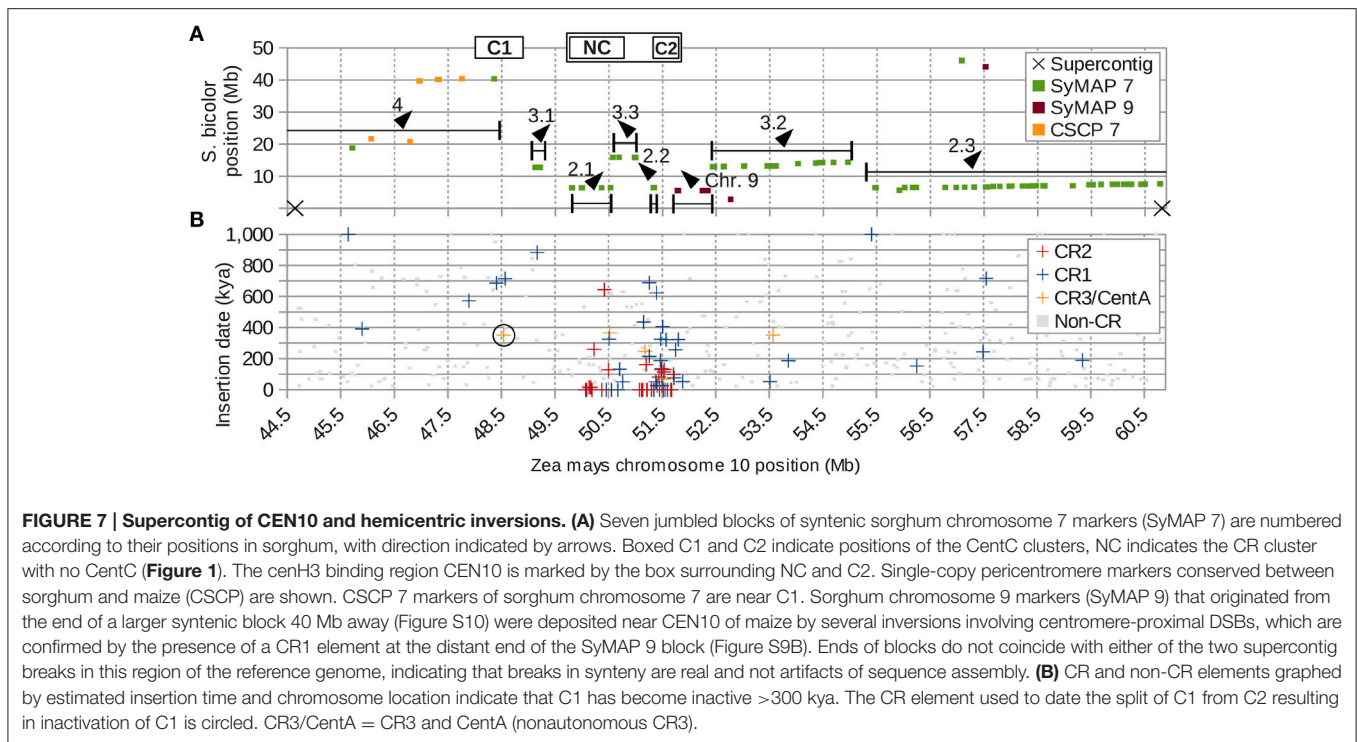 A
C1
NC
C2
50
40
30
20
10
S. bicolor
position (Mb)
× Supercontig
SyMAP 7
SyMAP 9
CSCP 7
4
3.1
3.3
3.2
2.3
2.1
2.2
Chr. 9
B
1,000
800
600
400
200
0
Insertion date (kya)
CR2
CR1
CR3/CentA
Non-CR
44.5 45.5 46.5 47.5 48.5 49.5 50.5 51.5 52.5 53.5 54.5 55.5 56.5 57.5 58.5 59.5 60.5
Zea mays chromosome 10 position (Mb)
FIGURE 7 | Supercontig of CEN10 and hemicentric inversions. (A) Seven jumbled blocks of syntenic sorghum chromosome 7 markers (SyMAP 7) are numbered
according to their positions in sorghum, with direction indicated by arrows. Boxed C1 and C2 indicate positions of the CentC clusters, NC indicates the CR cluster
with no CentC (Figure 1). The cenH3 binding region CEN10 is marked by the box surrounding NC and C2. Single-copy pericentromere markers conserved between
sorghum and maize (CSCP) are shown. CSCP 7 markers of sorghum chromosome 7 are near C1. Sorghum chromosome 9 markers (SyMAP 9) that originated from
the end of a larger syntenic block 40 Mb away (Figure S10) were deposited near CEN10 of maize by several inversions involving centromere-proximal DSBs, which are
confirmed by the presence of a CR1 element at the distant end of the SyMAP 9 block (Figure S9B). Ends of blocks do not coincide with either of the two supercontig
breaks in this region of the reference genome, indicating that breaks in synteny are real and not artifacts of sequence assembly. (B) CR and non-CR elements graphed
by estimated insertion time and chromosome location indicate that C1 has become inactive >300 kya. The CR element used to date the split of C1 from C2 resulting
in inactivation of C1 is circled. CR3/CentA = CR3 and CentA (nonautonomous CR3).